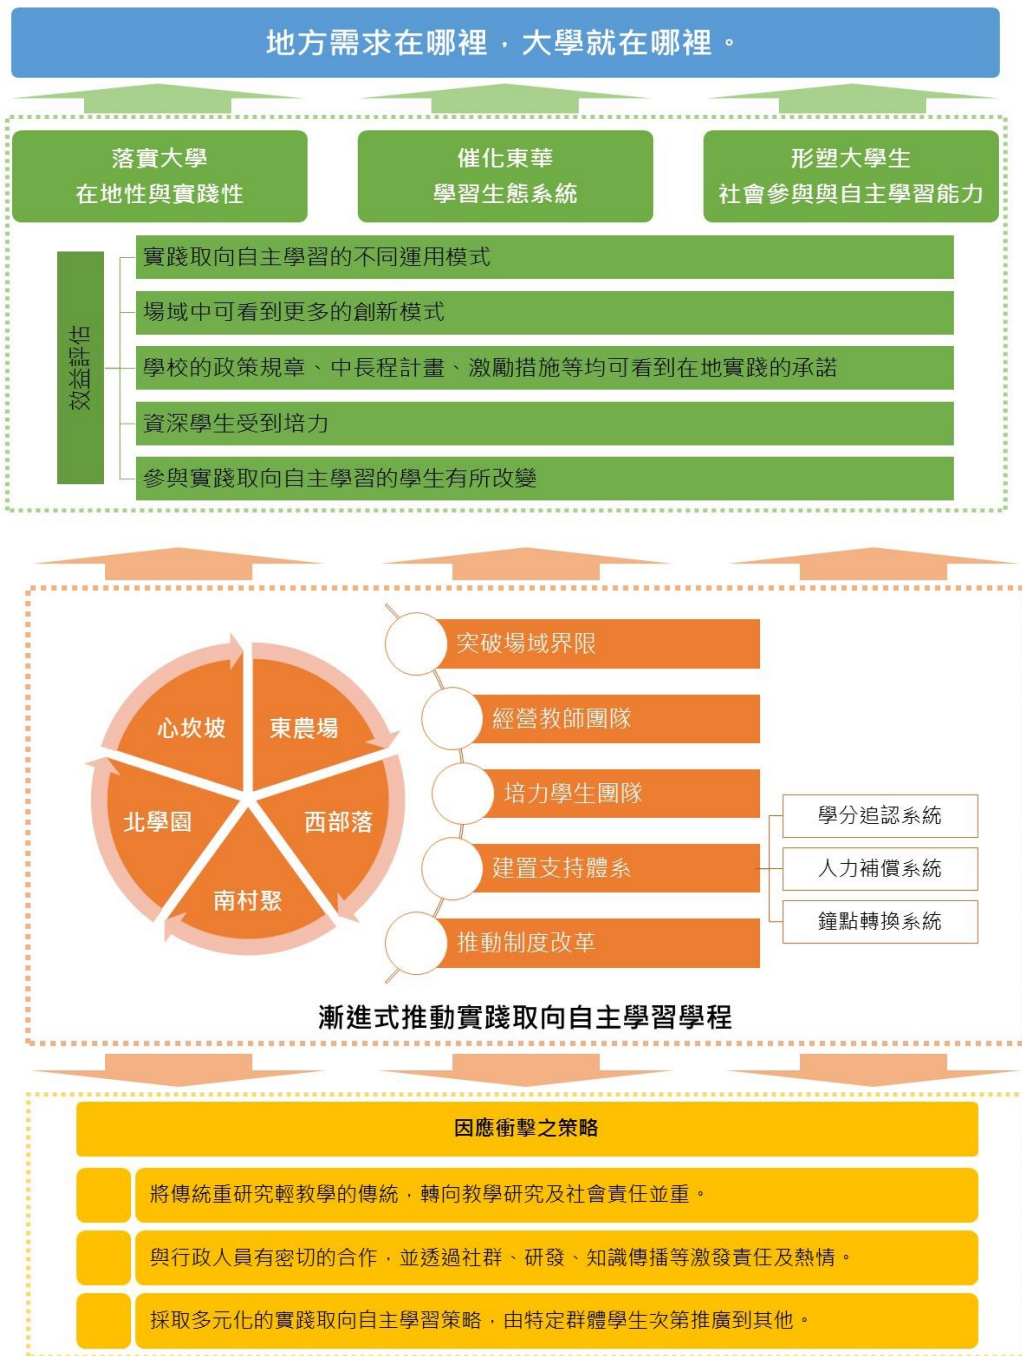 地方需求在哪裡，大學就在哪裡。
落實大學
在地性與實踐性
催化東華
學習生態系統
形塑大學生
社會參與與自主學習能力
效益評估
實踐取向自主學習的不同運用模式
場域中可看到更多的創新模式
學校的政策規章、中長程計畫、激勵措施等均可看到在地實踐的承諾
資深學生受到培力
參與實踐取向自主學習的學生有所改變
心坎坡
東農場
北學園
西部落
南村聚
突破場域界限
經營教師團隊
培力學生團隊
建置支持體系
推動制度改革
學分追認系統
人力補償系統
鐘點轉換系統
漸進式推動實踐取向自主學習學程
因應衝擊之策略
將傳統重研究輕教學的傳統，轉向教學研究及社會責任並重。
與行政人員有密切的合作，並透過社群、研發、知識傳播等激發責任及熱情。
採取多元化的實踐取向自主學習策略，由特定群體學生次第推廣到其他。